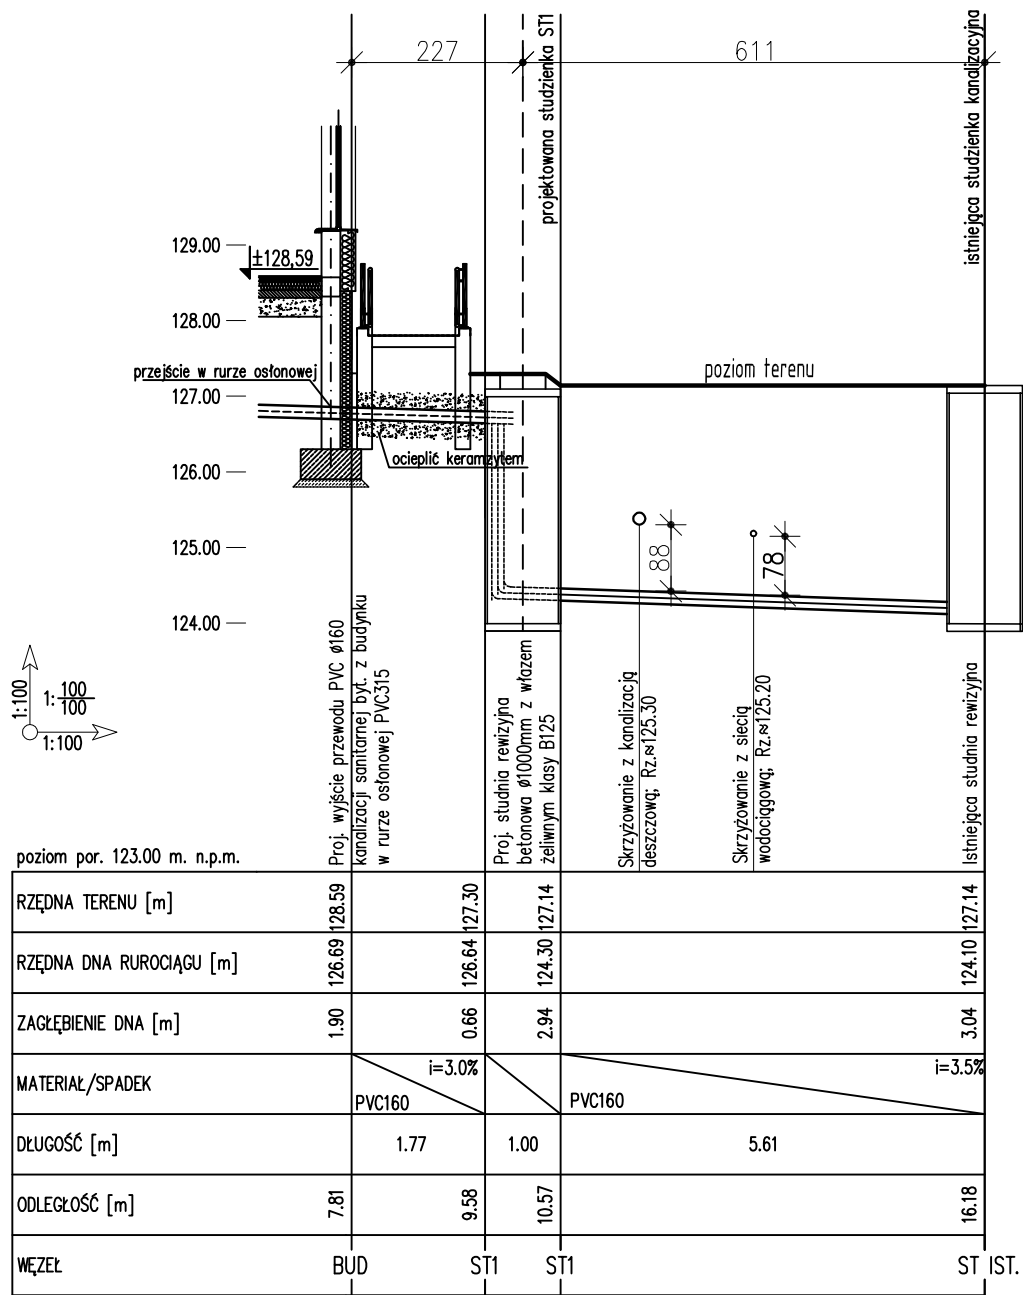 227
611
projektowana studzienka ST1
istniejąca studzienka kanalizacyjna
129.00
±128,59
128.00
przejście w rurze osłonowej
poziom terenu
127.00
ocieplić keramzytem
126.00
125.00
88
78
124.00
1:100
1:100/100
1:100
Proj. wyjście przewodu PVC ø160
kanalizacji sanitarnej byt. z budynku
w rurze osłonowej PVC315
Proj. studnia rewizyjna
betonowa ø1000mm z włazem
żeliwnym klasy B125
Skrzyżowanie z kanalizacją
deszczową; Rz.≈125.30
Skrzyżowanie z siecią
wodociągową; Rz.≈125.20
Istniejąca studnia rewizyjna
poziom por. 123.00 m. n.p.m.
RZĘDNA TERENU [m] 128.59 127.30 127.14 127.14
RZĘDNA DNA RUROCIĄGU [m] 126.69 126.64 124.30 124.10
ZAGŁĘBIENIE DNA [m] 1.90 0.66 2.94 3.04
MATERIAŁ/SPADEK PVC160 i=3.0% PVC160 i=3.5%
DŁUGOŚĆ [m] 1.77 1.00 5.61
ODLEGŁOŚĆ [m] 7.81 9.58 10.57 16.18
WĘZEŁ BUD ST1 ST1 ST IST.